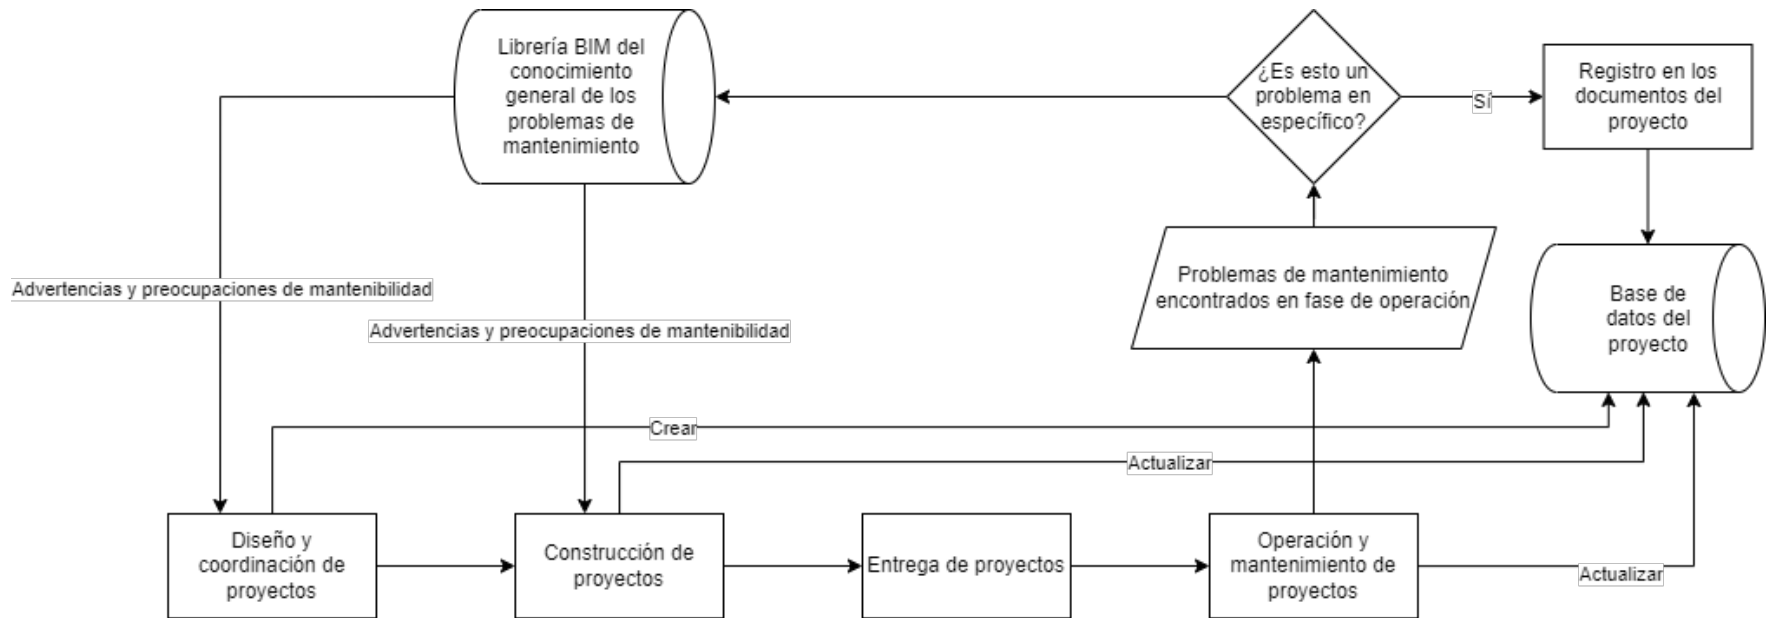 Librería BIM del
conocimiento
general de los
problemas de
mantenimiento
¿Es esto un
problema en
específico?
Sí
Registro en los
documentos del
proyecto
Advertencias y preocupaciones de mantenibilidad
Advertencias y preocupaciones de mantenibilidad
Problemas de mantenimiento
encontrados en fase de operación
Base de
datos del
proyecto
Crear
Actualizar
Diseño y
coordinación de
proyectos
Construcción de
proyectos
Entrega de proyectos
Operación y
mantenimiento de
proyectos
Actualizar